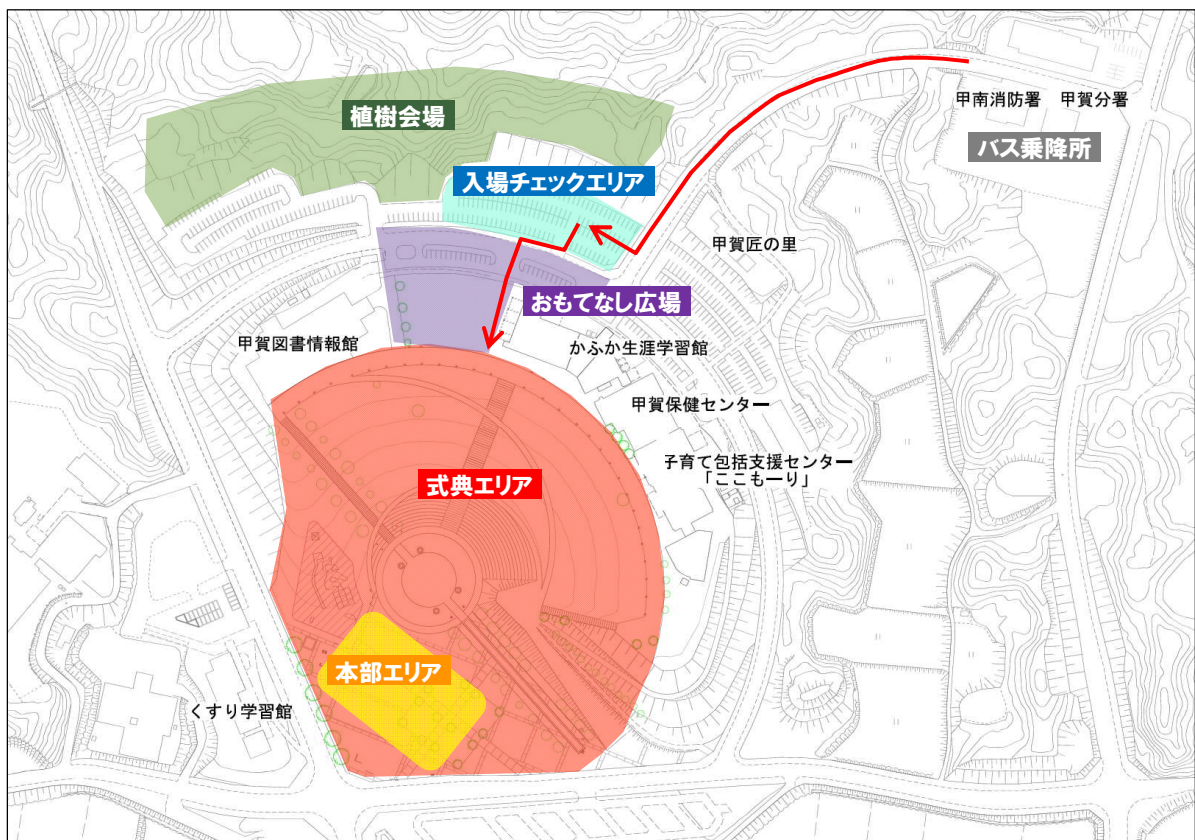 甲南消防署 甲賀分署
植樹会場
バス乗降所
入場チェックエリア
甲賀匠の里
おもてなし広場
甲賀図書情報館
かふか生涯学習館
甲賀保健センター
子育て包括支援センター
「ここもーり」
式典エリア
本部エリア
くすり学習館